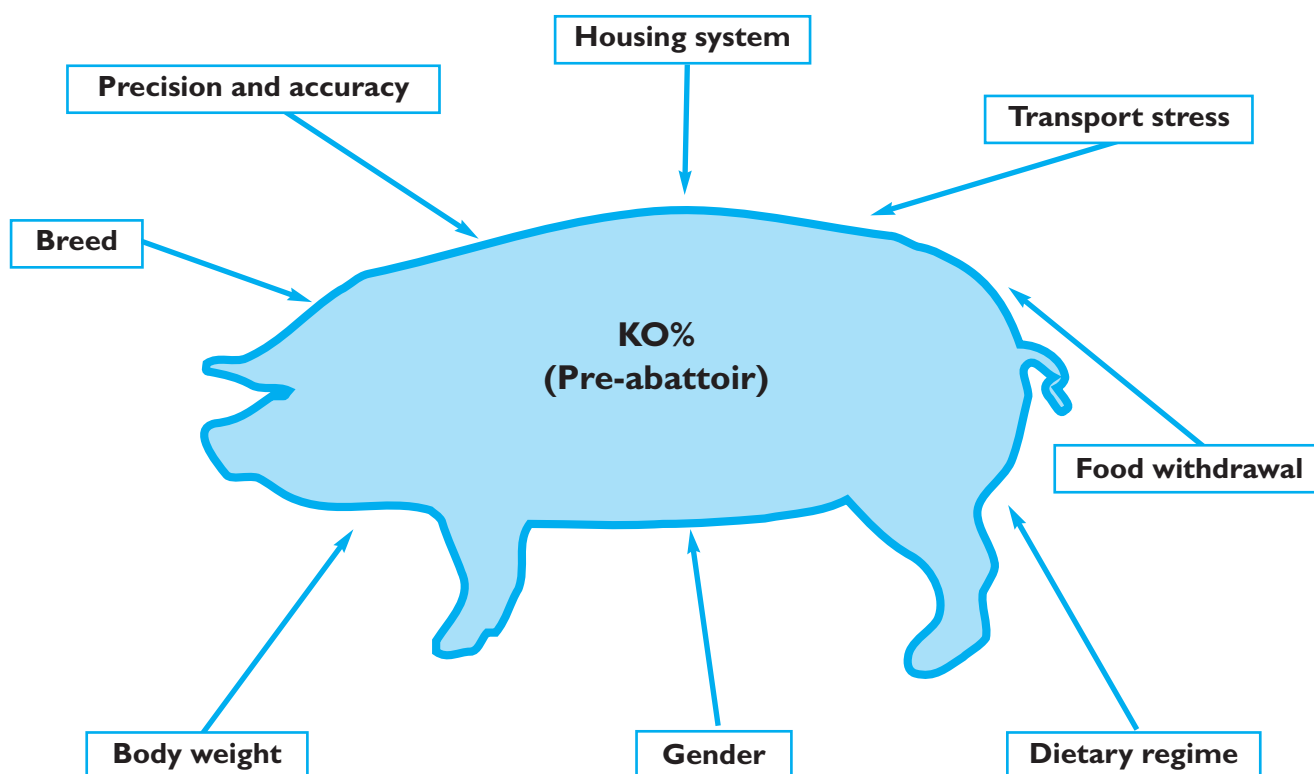 Housing system
Precision and accuracy
Transport stress
Breed
KO%
(Pre-abattoir)
Food withdrawal
Body weight
Gender
Dietary regime